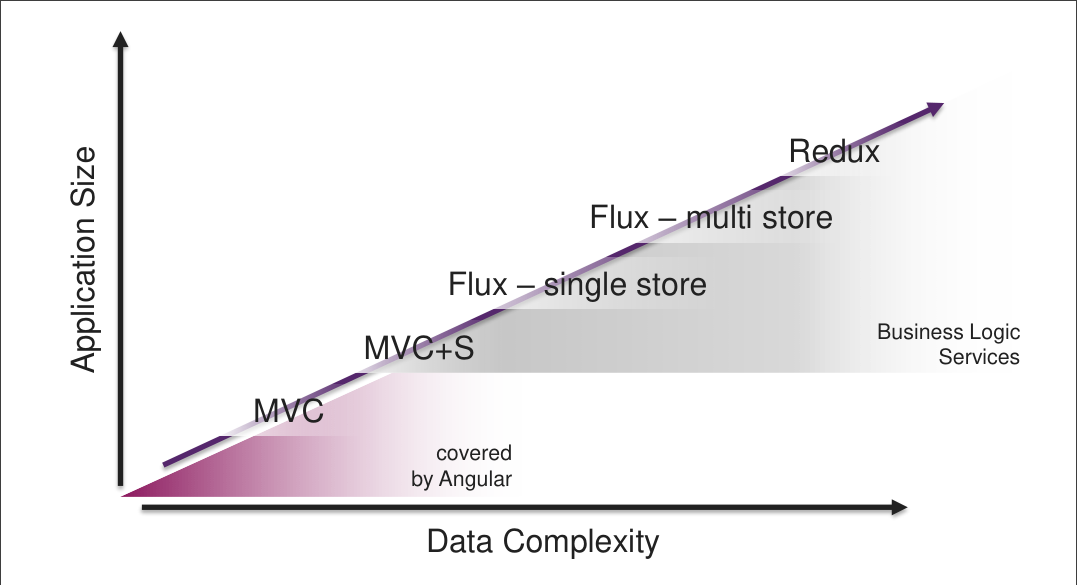 Application Size
Redux
Flux – multi store
Flux – single store
MVC+S
MVC
Business Logic
Services
covered
by Angular
Data Complexity